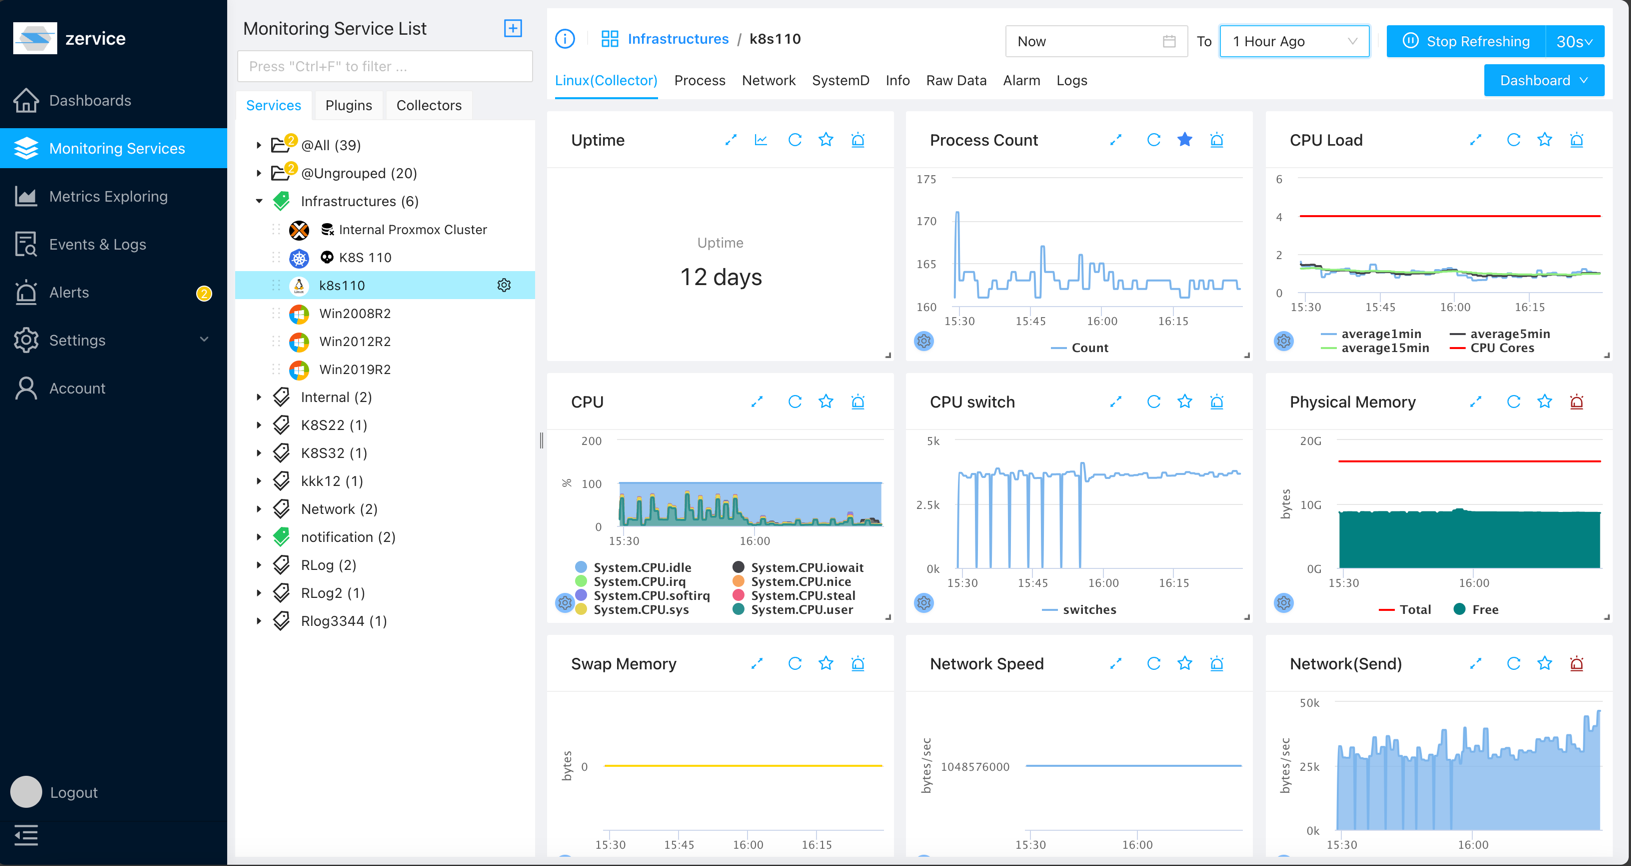 zervice
Dashboards
Monitoring Services
Metrics Exploring
Events & Logs
Alerts
2
Settings
Account
Logout
Monitoring Service List
Press "Ctrl+F" to filter ...
Services Plugins Collectors
2
@All (39)
2
@Ungrouped (20)
Infrastructures (6)
Internal Proxmox Cluster
K8S 110
k8s110
Win2008R2
Win2012R2
Win2019R2
Internal (2)
K8S22 (1)
K8S32 (1)
kkk12 (1)
Network (2)
notification (2)
RLog (2)
RLog2 (1)
Rlog3344 (1)
Infrastructures / k8s110
Now To 1 Hour Ago Stop Refreshing 30s
Linux(Collector) Process Network SystemD Info Raw Data Alarm Logs
Dashboard
Uptime
Uptime
12 days
Process Count
175
170
165
160
15:30 15:45 16:00 16:15
Count
CPU Load
6
4
2
0
15:30 15:45 16:00 16:15
average1min average5min
average15min CPU Cores
CPU
200
100
0
%
15:30 16:00
System.CPU.idle System.CPU.iowait
System.CPU.irq System.CPU.nice
System.CPU.softirq System.CPU.steal
System.CPU.sys System.CPU.user
CPU switch
5k
2.5k
0k
15:30 15:45 16:00 16:15
switches
Physical Memory
20G
10G
0G
bytes
15:30 16:00
Total Free
Swap Memory
bytes
0
15:30 15:45 16:00 16:15
Network Speed
bytes/sec
1048576000
15:30 16:00
Network(Send)
50k
25k
0k
bytes/sec
15:30 16:00